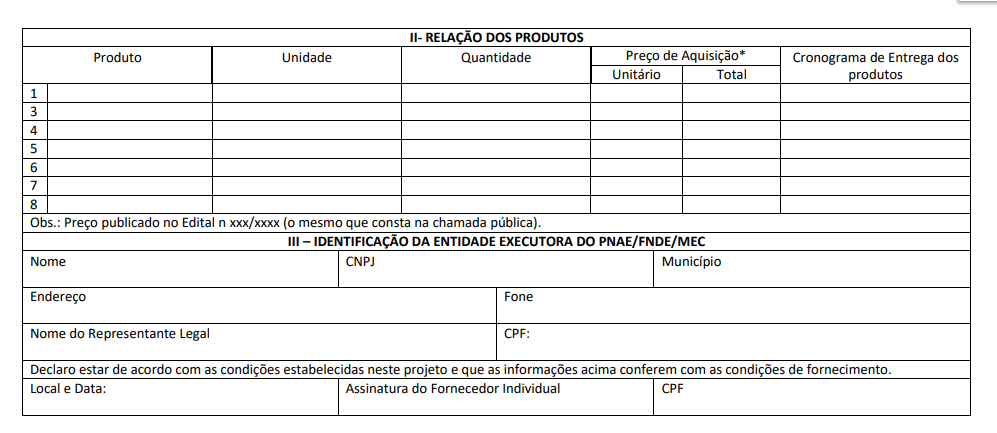 II- RELAÇÃO DOS PRODUTOS
Produto Unidade Quantidade Preço de Aquisição* Cronograma de Entrega dos produtos
Unitário Total
1
3
4
5
6
7
8
Obs.: Preço publicado no Edital n xxx/xxxx (o mesmo que consta na chamada pública).
III – IDENTIFICAÇÃO DA ENTIDADE EXECUTORA DO PNAE/FNDE/MEC
Nome CNPJ Município
Endereço Fone
Nome do Representante Legal CPF:
Declaro estar de acordo com as condições estabelecidas neste projeto e que as informações acima conferem com as condições de fornecimento.
Local e Data: Assinatura do Fornecedor Individual CPF